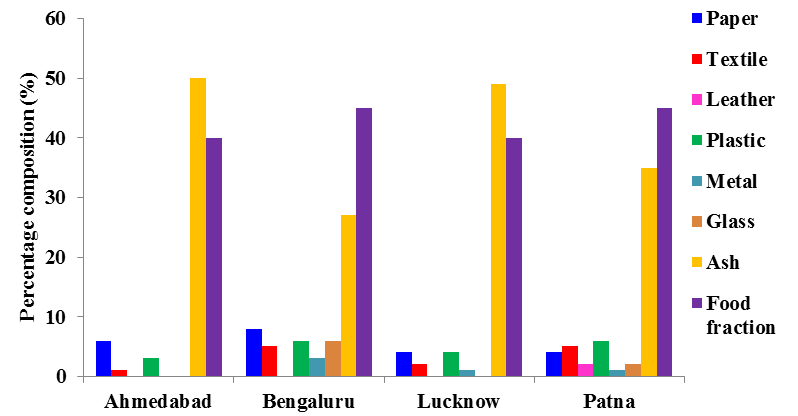 60
50
40
30
20
10
0
Percentage composition (%)
Ahmedabad
Bengaluru
Lucknow
Patna
Paper
Textile
Leather
Plastic
Metal
Glass
Ash
Food
fraction